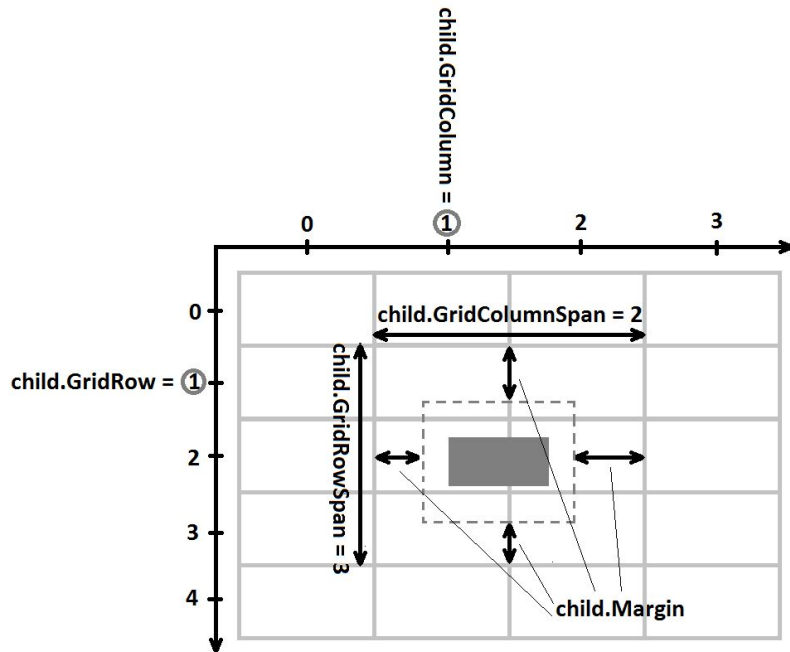 child.GridColumn = 1
0 1 2 3
child.GridColumnSpan = 2
0
child.GridRow = 1
child.GridRowSpan = 3
2
3
4
child.Margin